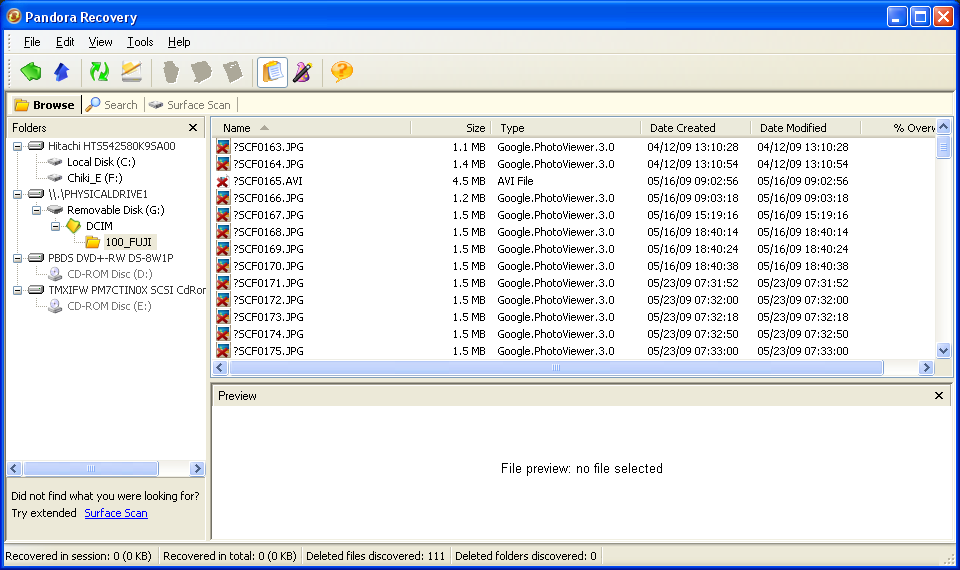 Pandora Recovery
File Edit View Tools Help
Browse Search Surface Scan
Folders
Hitachi HTS542580K9SA00
Local Disk (C:)
Chiki_E (F:)
\\.\PHYSICALDRIVE1
Removable Disk (G:)
DCIM
100_FUJI
PBDS DVD+-RW DS-8W1P
CD-ROM Disc (D:)
TMXIFW PM7CTIN0X SCSI CdRor
CD-ROM Disc (E:)
Did not find what you were looking for?
Try extended Surface Scan
Name Size Type Date Created Date Modified % Overw
?SCF0163.JPG 1.1 MB Google.PhotoViewer.3.0 04/12/09 13:10:28 04/12/09 13:10:28
?SCF0164.JPG 1.4 MB Google.PhotoViewer.3.0 04/12/09 13:10:54 04/12/09 13:10:54
?SCF0165.AVI 4.5 MB AVI File 05/16/09 09:02:56 05/16/09 09:02:56
?SCF0166.JPG 1.2 MB Google.PhotoViewer.3.0 05/16/09 09:03:18 05/16/09 09:03:18
?SCF0167.JPG 1.5 MB Google.PhotoViewer.3.0 05/16/09 15:19:16 05/16/09 15:19:16
?SCF0168.JPG 1.5 MB Google.PhotoViewer.3.0 05/16/09 18:40:14 05/16/09 18:40:14
?SCF0169.JPG 1.5 MB Google.PhotoViewer.3.0 05/16/09 18:40:24 05/16/09 18:40:24
?SCF0170.JPG 1.5 MB Google.PhotoViewer.3.0 05/16/09 18:40:38 05/16/09 18:40:38
?SCF0171.JPG 1.5 MB Google.PhotoViewer.3.0 05/23/09 07:31:52 05/23/09 07:31:52
?SCF0172.JPG 1.5 MB Google.PhotoViewer.3.0 05/23/09 07:32:00 05/23/09 07:32:00
?SCF0173.JPG 1.5 MB Google.PhotoViewer.3.0 05/23/09 07:32:18 05/23/09 07:32:18
?SCF0174.JPG 1.5 MB Google.PhotoViewer.3.0 05/23/09 07:32:50 05/23/09 07:32:50
?SCF0175.JPG 1.5 MB Google.PhotoViewer.3.0 05/23/09 07:33:00 05/23/09 07:33:00
Preview
File preview: no file selected
Recovered in session: 0 (0 KB) Recovered in total: 0 (0 KB) Deleted files discovered: 111 Deleted folders discovered: 0